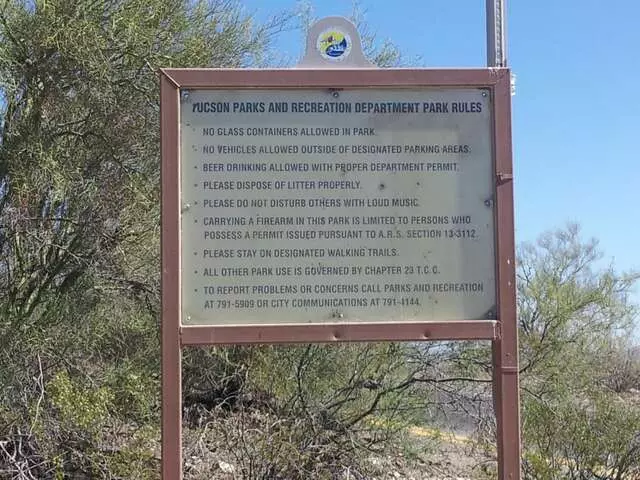 TUCSON PARKS AND RECREATION DEPARTMENT PARK RULES
• NO GLASS CONTAINERS ALLOWED IN PARK.
• NO VEHICLES ALLOWED OUTSIDE OF DESIGNATED PARKING AREAS.
• BEER DRINKING ALLOWED WITH PROPER DEPARTMENT PERMIT.
• PLEASE DISPOSE OF LITTER PROPERLY.
• PLEASE DO NOT DISTURB OTHERS WITH LOUD MUSIC.
• CARRYING A FIREARM IN THIS PARK IS LIMITED TO PERSONS WHO
POSSESS A PERMIT ISSUED PURSUANT TO A.R.S. SECTION 13-3112.
• PLEASE STAY ON DESIGNATED WALKING TRAILS.
• ALL OTHER PARK USE IS GOVERNED BY CHAPTER 23 T.C.C.
• TO REPORT PROBLEMS OR CONCERNS CALL PARKS AND RECREATION
AT 791-5909 OR CITY COMMUNICATIONS AT 791-4144.